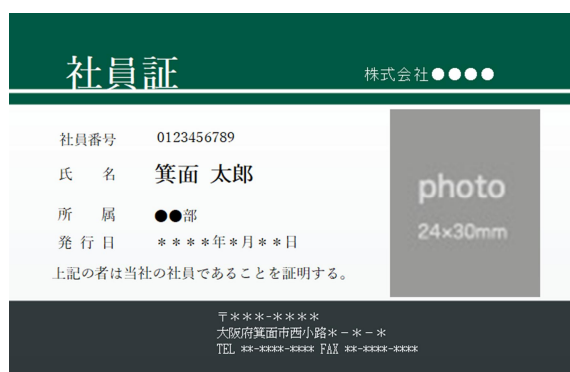 社員証
株式会社●●●●
社員番号 0123456789
氏 名 箕面 太郎
所 属 ●●部
発行日 ****年*月**日
上記の者は当社の社員であることを証明する。
photo
24×30mm
〒***-****
大阪府箕面市西小路*-*-*
TEL **-****-**** FAX **-****-****